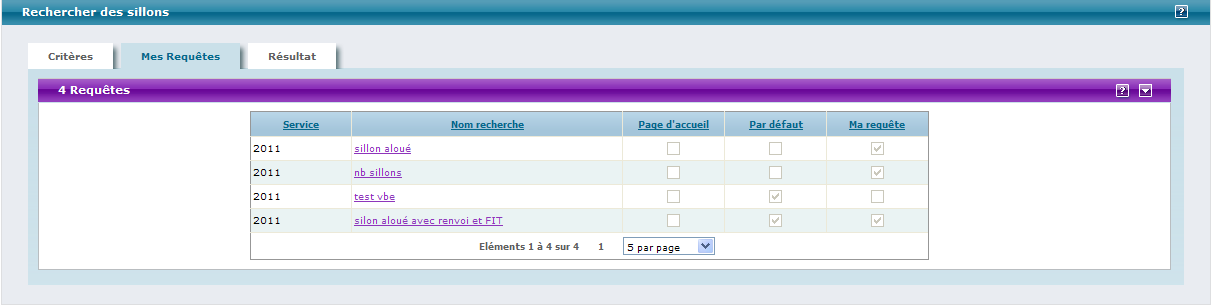 Rechercher des sillons ?
Critères Mes Requêtes Résultat
4 Requêtes ?
Service Nom recherche Page d'accueil Par défaut Ma requête
2011 sillon aloué
2011 nb sillons
2011 test vbe
2011 silon aloué avec renvoi et FIT
Eléments 1 à 4 sur 4 1 5 par page